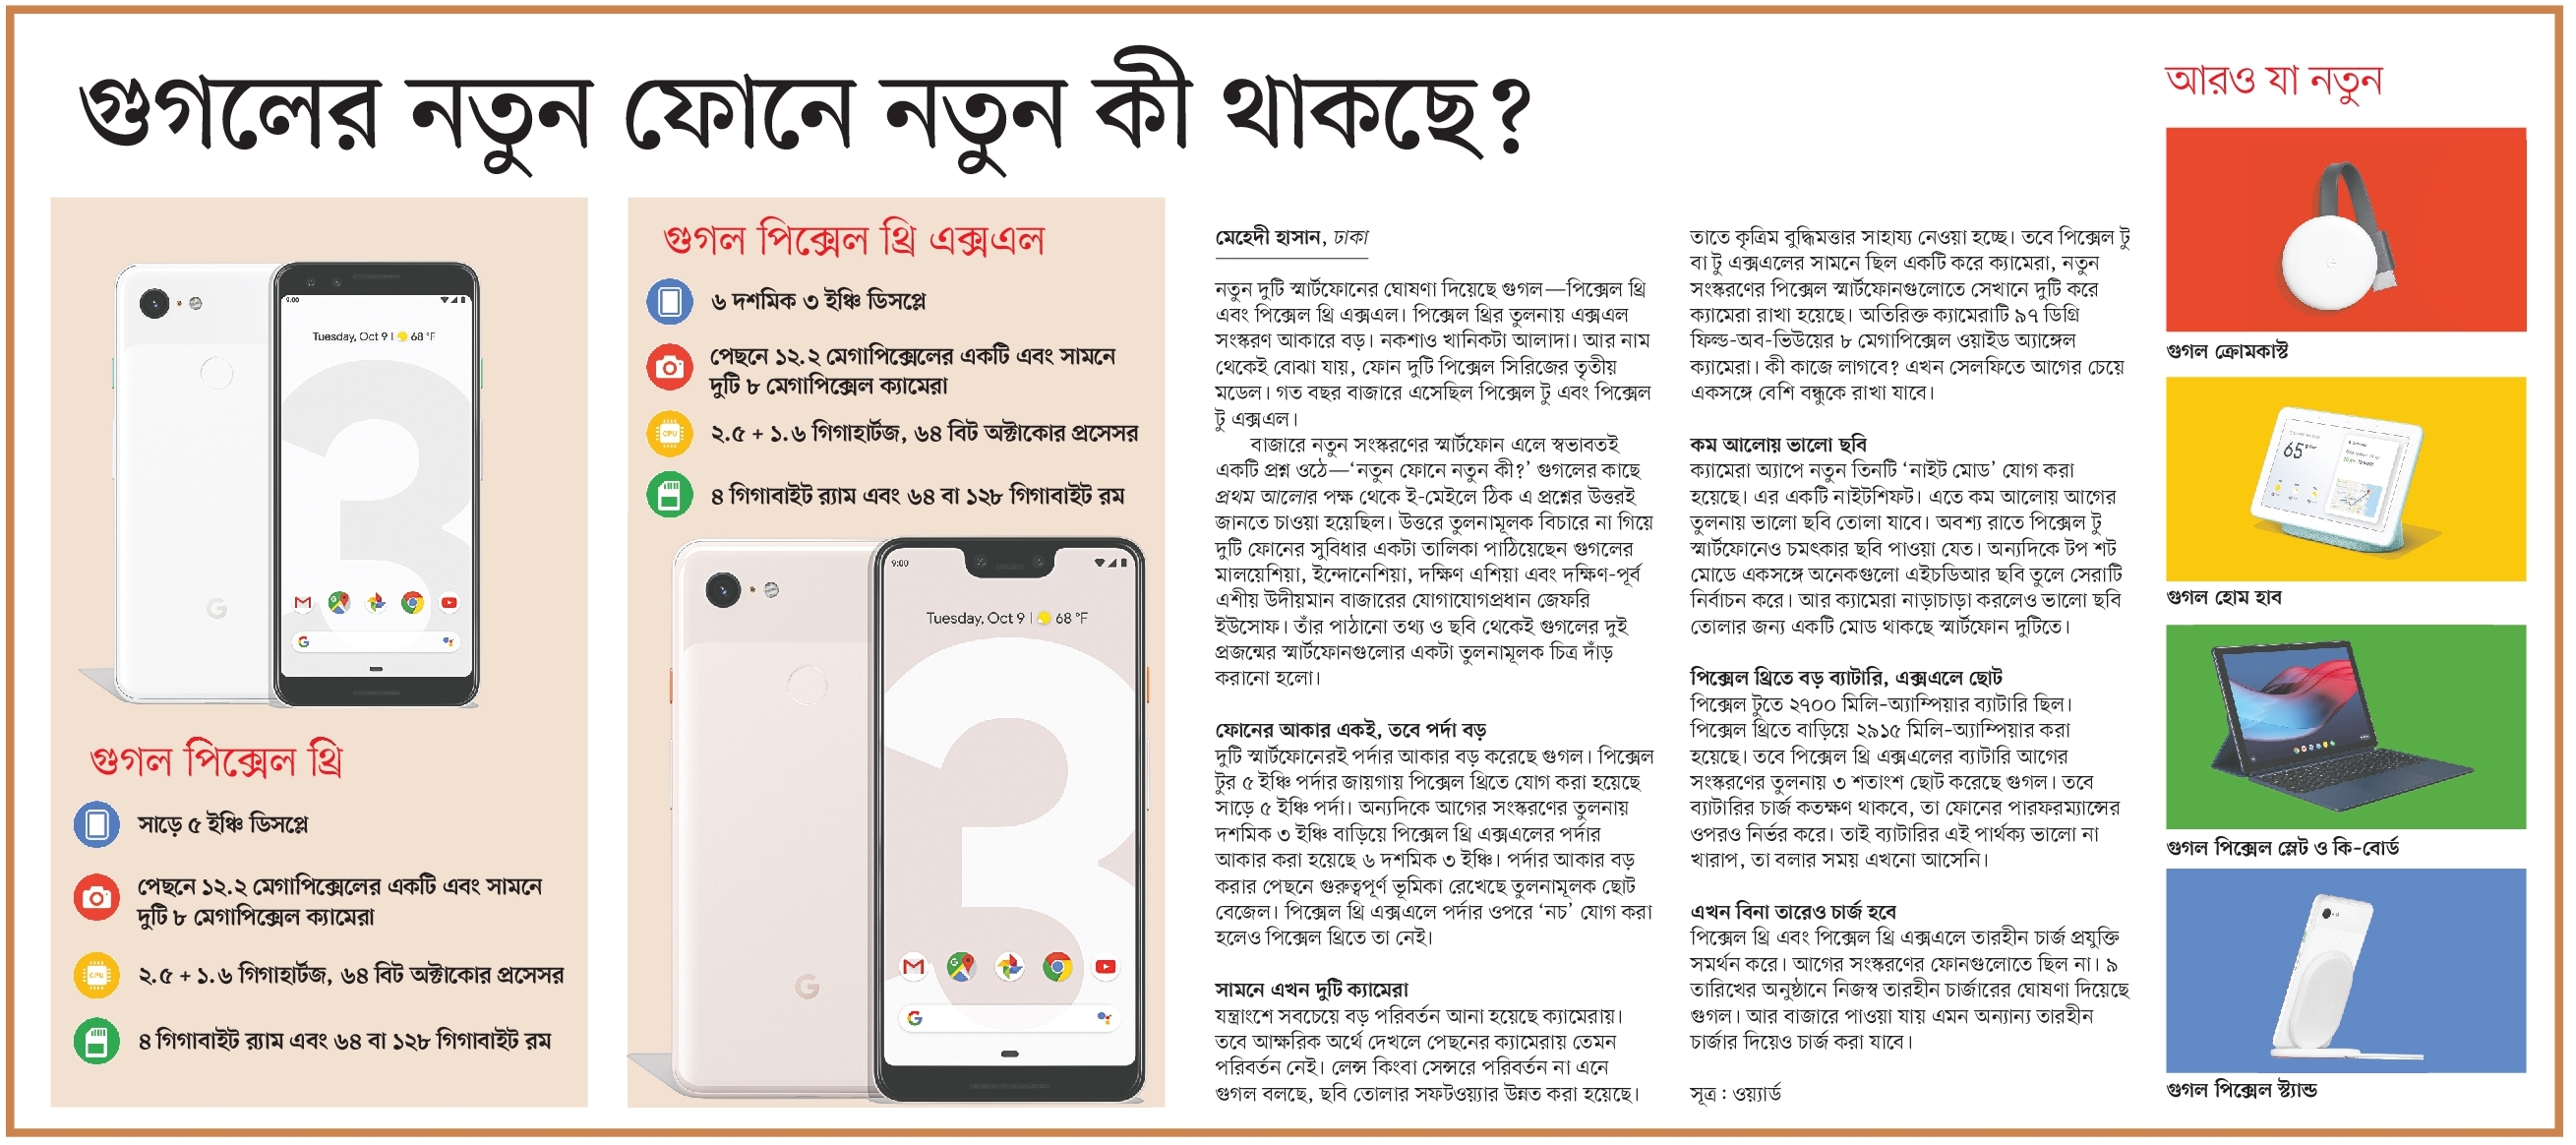 গুগলের নতুন ফোনে নতুন কী থাকছে?
9:00
Tuesday, Oct 9 | 68 °F
গুগল পিক্সেল থ্রি
সাড়ে ৫ ইঞ্চি ডিসপ্লে
পেছনে ১২.২ মেগাপিক্সেলের একটি এবং সামনে
দুটি ৮ মেগাপিক্সেল ক্যামেরা
CPU
২.৫ + ১.৬ গিগাহার্টজ, ৬৪ বিট অক্টাকোর প্রসেসর
৪ গিগাবাইট র‍্যাম এবং ৬৪ বা ১২৮ গিগাবাইট রম
গুগল পিক্সেল থ্রি এক্সএল
৬ দশমিক ৩ ইঞ্চি ডিসপ্লে
পেছনে ১২.২ মেগাপিক্সেলের একটি এবং সামনে
দুটি ৮ মেগাপিক্সেল ক্যামেরা
CPU
২.৫ + ১.৬ গিগাহার্টজ, ৬৪ বিট অক্টাকোর প্রসেসর
৪ গিগাবাইট র‍্যাম এবং ৬৪ বা ১২৮ গিগাবাইট রম
9:00
Tuesday, Oct 9 | 68 °F
মেহেদী হাসান, ঢাকা
নতুন দুটি স্মার্টফোনের ঘোষণা দিয়েছে গুগল—পিক্সেল থ্রি
এবং পিক্সেল থ্রি এক্সএল। পিক্সেল থ্রির তুলনায় এক্সএল
সংস্করণ আকারে বড়। নকশাও খানিকটা আলাদা। আর নাম
থেকেই বোঝা যায়, ফোন দুটি পিক্সেল সিরিজের তৃতীয়
মডেল। গত বছর বাজারে এসেছিল পিক্সেল টু এবং পিক্সেল
টু এক্সএল।
বাজারে নতুন সংস্করণের স্মার্টফোন এলে স্বভাবতই
একটি প্রশ্ন ওঠে—‘নতুন ফোনে নতুন কী?’ গুগলের কাছে
প্রথম আলোর পক্ষ থেকে ই-মেইলে ঠিক এ প্রশ্নের উত্তরই
জানতে চাওয়া হয়েছিল। উত্তরে তুলনামূলক বিচারে না গিয়ে
দুটি ফোনের সুবিধার একটা তালিকা পাঠিয়েছেন গুগলের
মালয়েশিয়া, ইন্দোনেশিয়া, দক্ষিণ এশিয়া এবং দক্ষিণ-পূর্ব
এশীয় উদীয়মান বাজারের যোগাযোগপ্রধান জেফরি
ইউসোফ। তাঁর পাঠানো তথ্য ও ছবি থেকেই গুগলের দুই
প্রজন্মের স্মার্টফোনগুলোর একটা তুলনামূলক চিত্র দাঁড়
করানো হলো।
ফোনের আকার একই, তবে পর্দা বড়
দুটি স্মার্টফোনেরই পর্দার আকার বড় করেছে গুগল। পিক্সেল
টুর ৫ ইঞ্চি পর্দার জায়গায় পিক্সেল থ্রিতে যোগ করা হয়েছে
সাড়ে ৫ ইঞ্চি পর্দা। অন্যদিকে আগের সংস্করণের তুলনায়
দশমিক ৩ ইঞ্চি বাড়িয়ে পিক্সেল থ্রি এক্সএলের পর্দার
আকার করা হয়েছে ৬ দশমিক ৩ ইঞ্চি। পর্দার আকার বড়
করার পেছনে গুরুত্বপূর্ণ ভূমিকা রেখেছে তুলনামূলক ছোট
বেজেল। পিক্সেল থ্রি এক্সএলে পর্দার ওপরে ‘নচ’ যোগ করা
হলেও পিক্সেল থ্রিতে তা নেই।
সামনে এখন দুটি ক্যামেরা
যন্ত্রাংশে সবচেয়ে বড় পরিবর্তন আনা হয়েছে ক্যামেরায়।
তবে আক্ষরিক অর্থে দেখলে পেছনের ক্যামেরায় তেমন
পরিবর্তন নেই। লেন্স কিংবা সেন্সরে পরিবর্তন না এনে
গুগল বলছে, ছবি তোলার সফটওয়্যার উন্নত করা হয়েছে।
তাতে কৃত্রিম বুদ্ধিমত্তার সাহায্য নেওয়া হচ্ছে। তবে পিক্সেল টু
বা টু এক্সএলের সামনে ছিল একটি করে ক্যামেরা, নতুন
সংস্করণের পিক্সেল স্মার্টফোনগুলোতে সেখানে দুটি করে
ক্যামেরা রাখা হয়েছে। অতিরিক্ত ক্যামেরাটি ৯৭ ডিগ্রি
ফিল্ড-অব-ভিউয়ের ৮ মেগাপিক্সেল ওয়াইড অ্যাঙ্গেল
ক্যামেরা। কী কাজে লাগবে? এখন সেলফিতে আগের চেয়ে
একসঙ্গে বেশি বন্ধুকে রাখা যাবে।
কম আলোয় ভালো ছবি
ক্যামেরা অ্যাপে নতুন তিনটি ‘নাইট মোড’ যোগ করা
হয়েছে। এর একটি নাইটশিফট। এতে কম আলোয় আগের
তুলনায় ভালো ছবি তোলা যাবে। অবশ্য রাতে পিক্সেল টু
স্মার্টফোনেও চমৎকার ছবি পাওয়া যেত। অন্যদিকে টপ শট
মোডে একসঙ্গে অনেকগুলো এইচডিআর ছবি তুলে সেরাটি
নির্বাচন করে। আর ক্যামেরা নাড়াচাড়া করলেও ভালো ছবি
তোলার জন্য একটি মোড থাকছে স্মার্টফোন দুটিতে।
পিক্সেল থ্রিতে বড় ব্যাটারি, এক্সএলে ছোট
পিক্সেল টুতে ২৭০০ মিলি-অ্যাম্পিয়ার ব্যাটারি ছিল।
পিক্সেল থ্রিতে বাড়িয়ে ২৯১৫ মিলি-অ্যাম্পিয়ার করা
হয়েছে। তবে পিক্সেল থ্রি এক্সএলের ব্যাটারি আগের
সংস্করণের তুলনায় ৩ শতাংশ ছোট করেছে গুগল। তবে
ব্যাটারির চার্জ কতক্ষণ থাকবে, তা ফোনের পারফরম্যান্সের
ওপরও নির্ভর করে। তাই ব্যাটারির এই পার্থক্য ভালো না
খারাপ, তা বলার সময় এখনো আসেনি।
এখন বিনা তারেও চার্জ হবে
পিক্সেল থ্রি এবং পিক্সেল থ্রি এক্সএলে তারহীন চার্জ প্রযুক্তি
সমর্থন করে। আগের সংস্করণের ফোনগুলোতে ছিল না। ৯
তারিখের অনুষ্ঠানে নিজস্ব তারহীন চার্জারের ঘোষণা দিয়েছে
গুগল। আর বাজারে পাওয়া যায় এমন অন্যান্য তারহীন
চার্জার দিয়েও চার্জ করা যাবে।
সূত্র : ওয়্যার্ড
আরও যা নতুন
গুগল ক্রোমকাস্ট
65°
গুগল হোম হাব
গুগল পিক্সেল স্লেট ও কি-বোর্ড
গুগল পিক্সেল স্ট্যান্ড